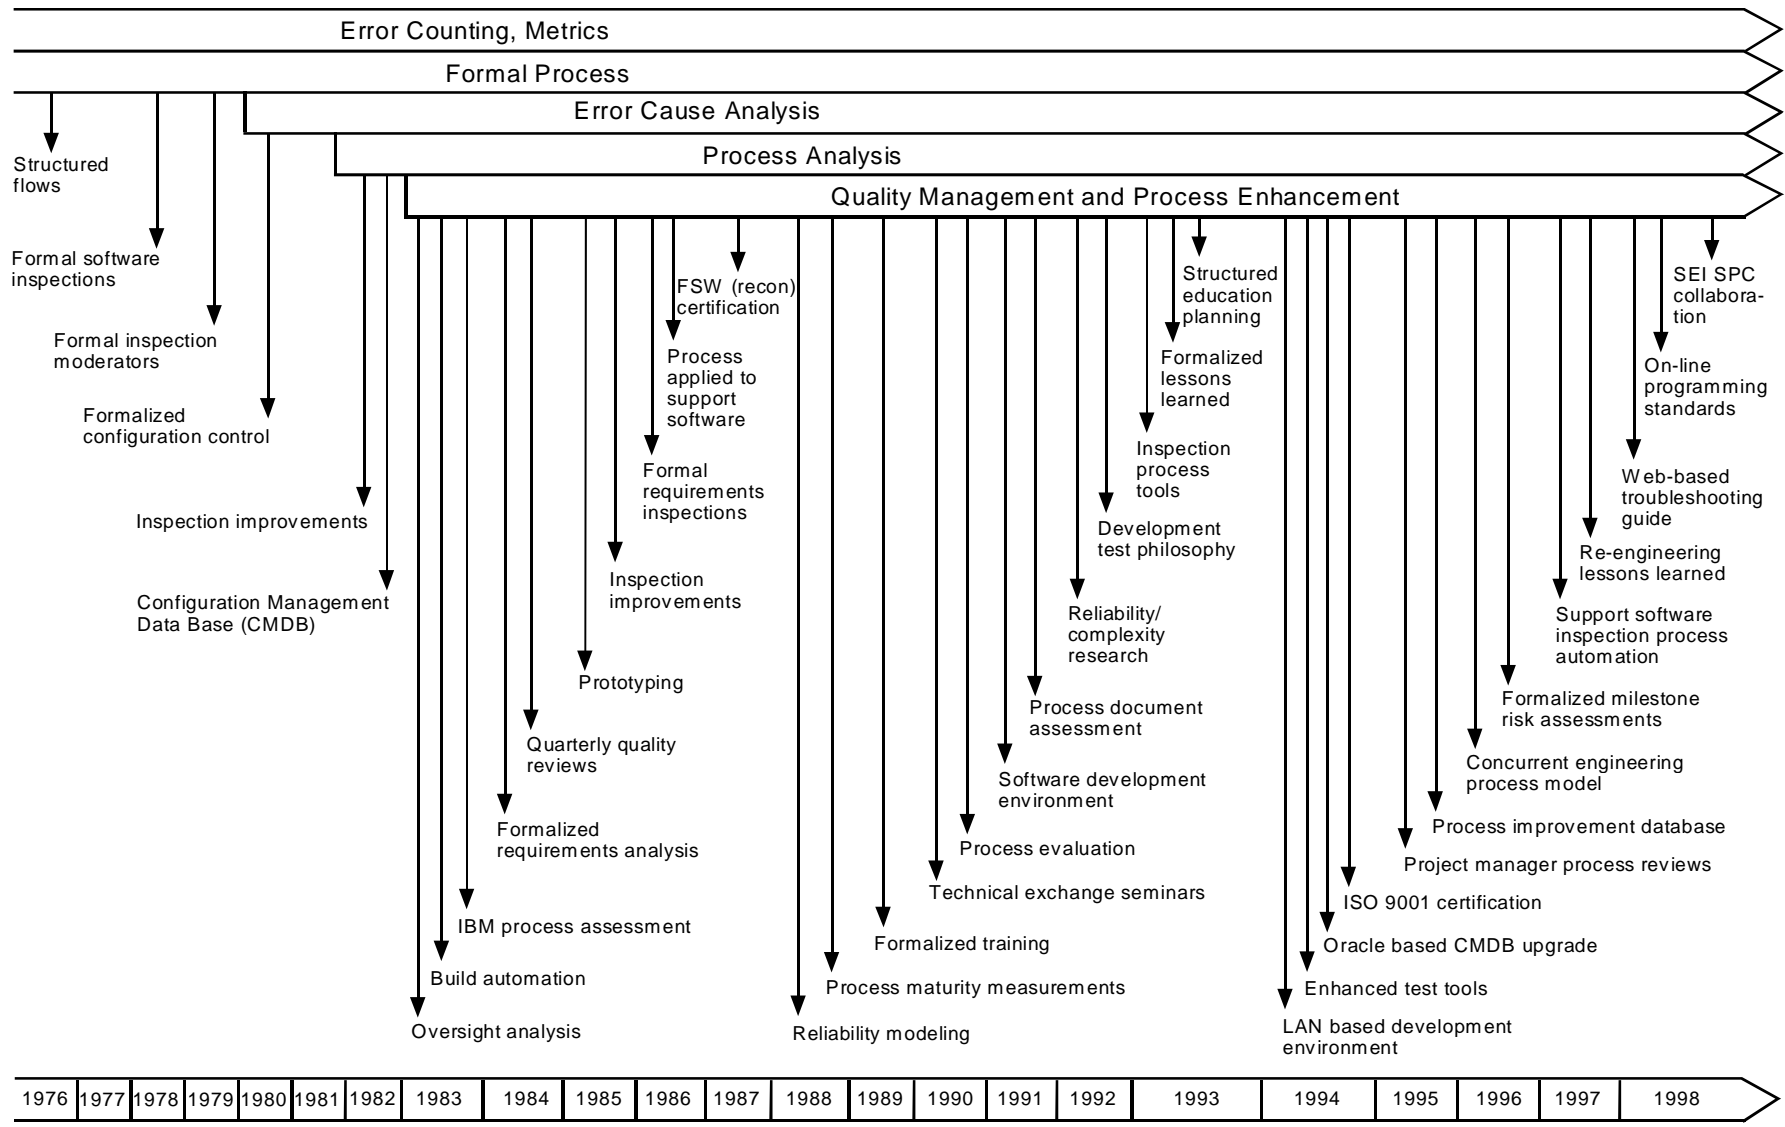 Error Counting, Metrics
Formal Process
Error Cause Analysis
Process Analysis
Quality Management and Process Enhancement
Structured
flows
Formal software
inspections
Formal inspection
moderators
Formalized
configuration control
Inspection improvements
Configuration Management
Data Base (CMDB)
Oversight analysis
Build automation
IBM process assessment
Formalized
requirements analysis
Quarterly quality
reviews
Prototyping
Inspection
improvements
Formal
requirements
inspections
Process
applied to
support
software
FSW (recon)
certification
Reliability modeling
Process maturity measurements
Formalized training
Technical exchange seminars
Process evaluation
Software development
environment
Process document
assessment
Reliability/
complexity
research
Development
test philosophy
Inspection
process
tools
Formalized
lessons
learned
Structured
education
planning
LAN based development
environment
Enhanced test tools
Oracle based CMDB upgrade
ISO 9001 certification
Project manager process reviews
Process improvement database
Concurrent engineering
process model
Formalized milestone
risk assessments
Support software
inspection process
automation
Re-engineering
lessons learned
Web-based
troubleshooting
guide
On-line
programming
standards
SEI SPC
collabora-
tion
1976 1977 1978 1979 1980 1981 1982 1983 1984 1985 1986 1987 1988 1989 1990 1991 1992 1993 1994 1995 1996 1997 1998